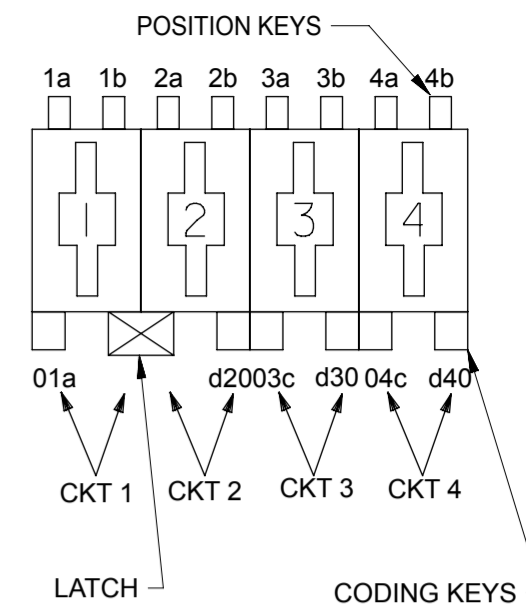 POSITION KEYS
1a 1b 2a 2b 3a 3b 4a 4b
1 2 3 4
01a d2003c d30 04c d40
CKT 1 CKT 2 CKT 3 CKT 4
LATCH CODING KEYS